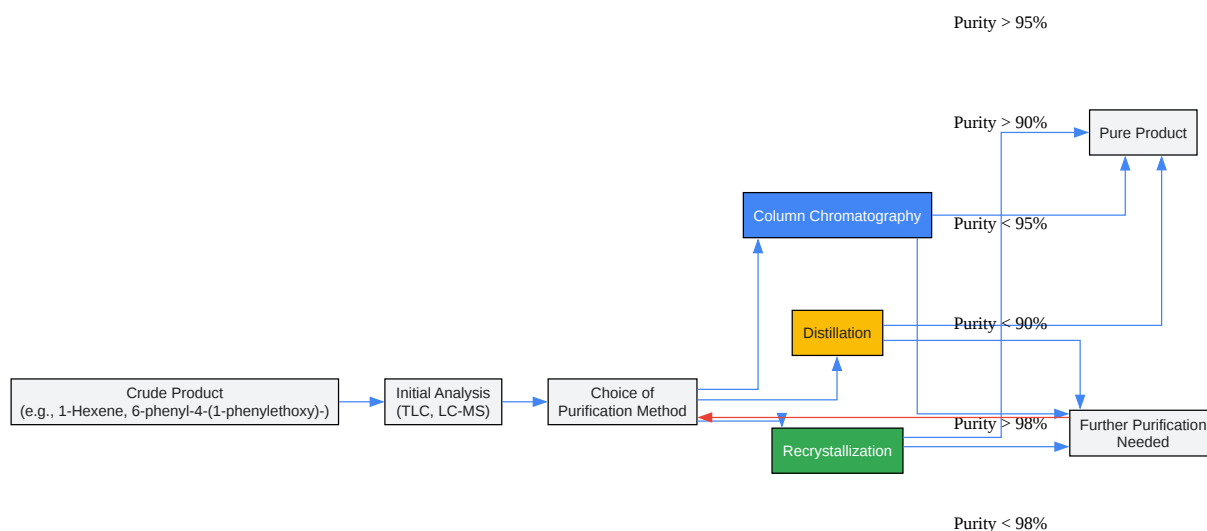 Purity > 95%
Purity > 90%
Pure Product
Column Chromatography
Purity < 95%
Purity < 90%
Distillation
Crude Product
(e.g., 1-Hexene, 6-phenyl-4-(1-phenylethoxy)-)
Initial Analysis
(TLC, LC-MS)
Choice of
Purification Method
Purity > 98%
Further Purification
Needed
Recrystallization
Purity < 98%